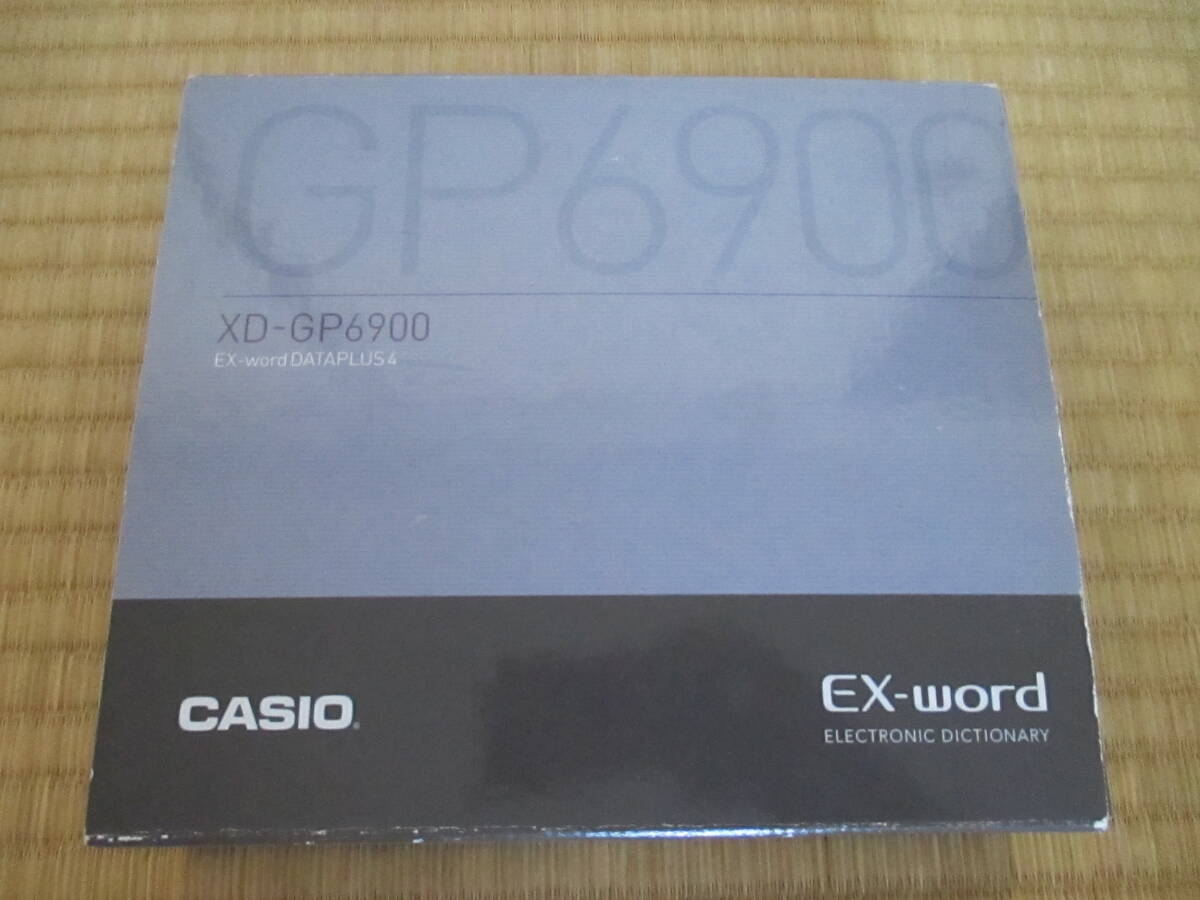 GP6900
XD-GP6900
EX-word DATAPLUS 4
CASIO
EX-word
ELECTRONIC DICTIONARY